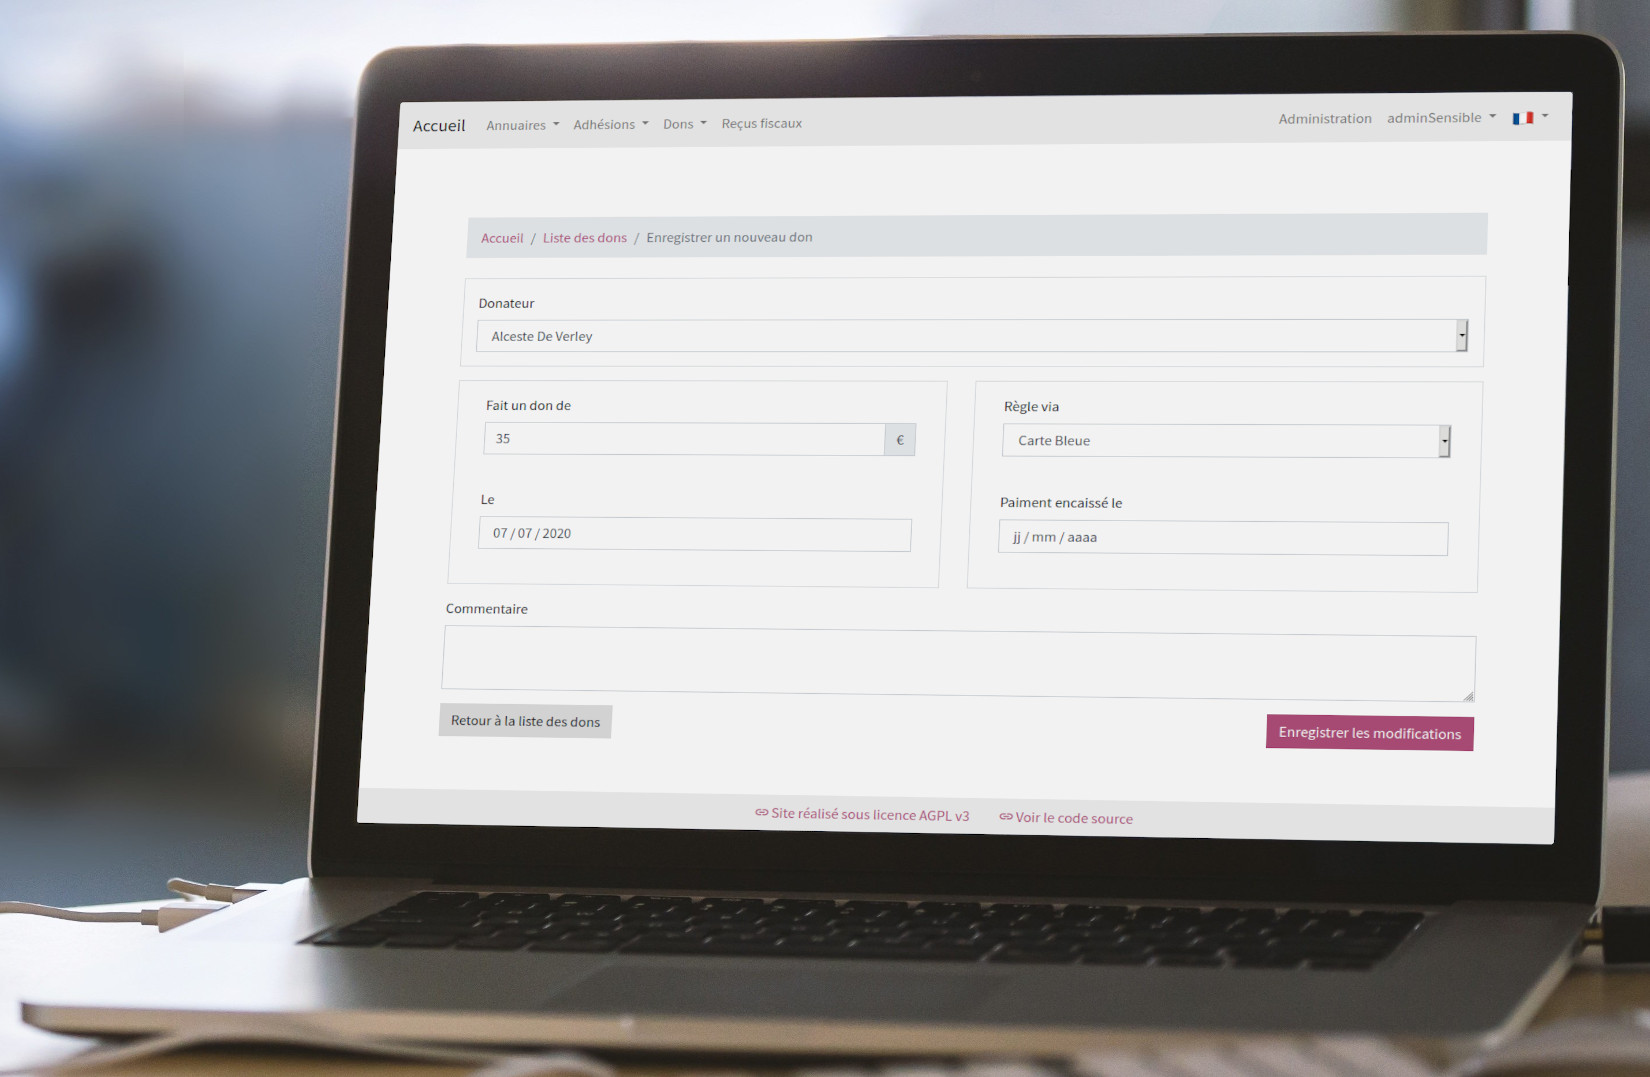 Accueil Annuaires Adhésions Dons Reçus fiscaux Administration adminSensible
Accueil / Liste des dons / Enregistrer un nouveau don
Donateur
Alceste De Verley
Fait un don de
35 €
Le
07 / 07 / 2020
Règle via
Carte Bleue
Paiment encaissé le
jj / mm / aaaa
Commentaire
Retour à la liste des dons
Enregistrer les modifications
Site réalisé sous licence AGPL v3 Voir le code source